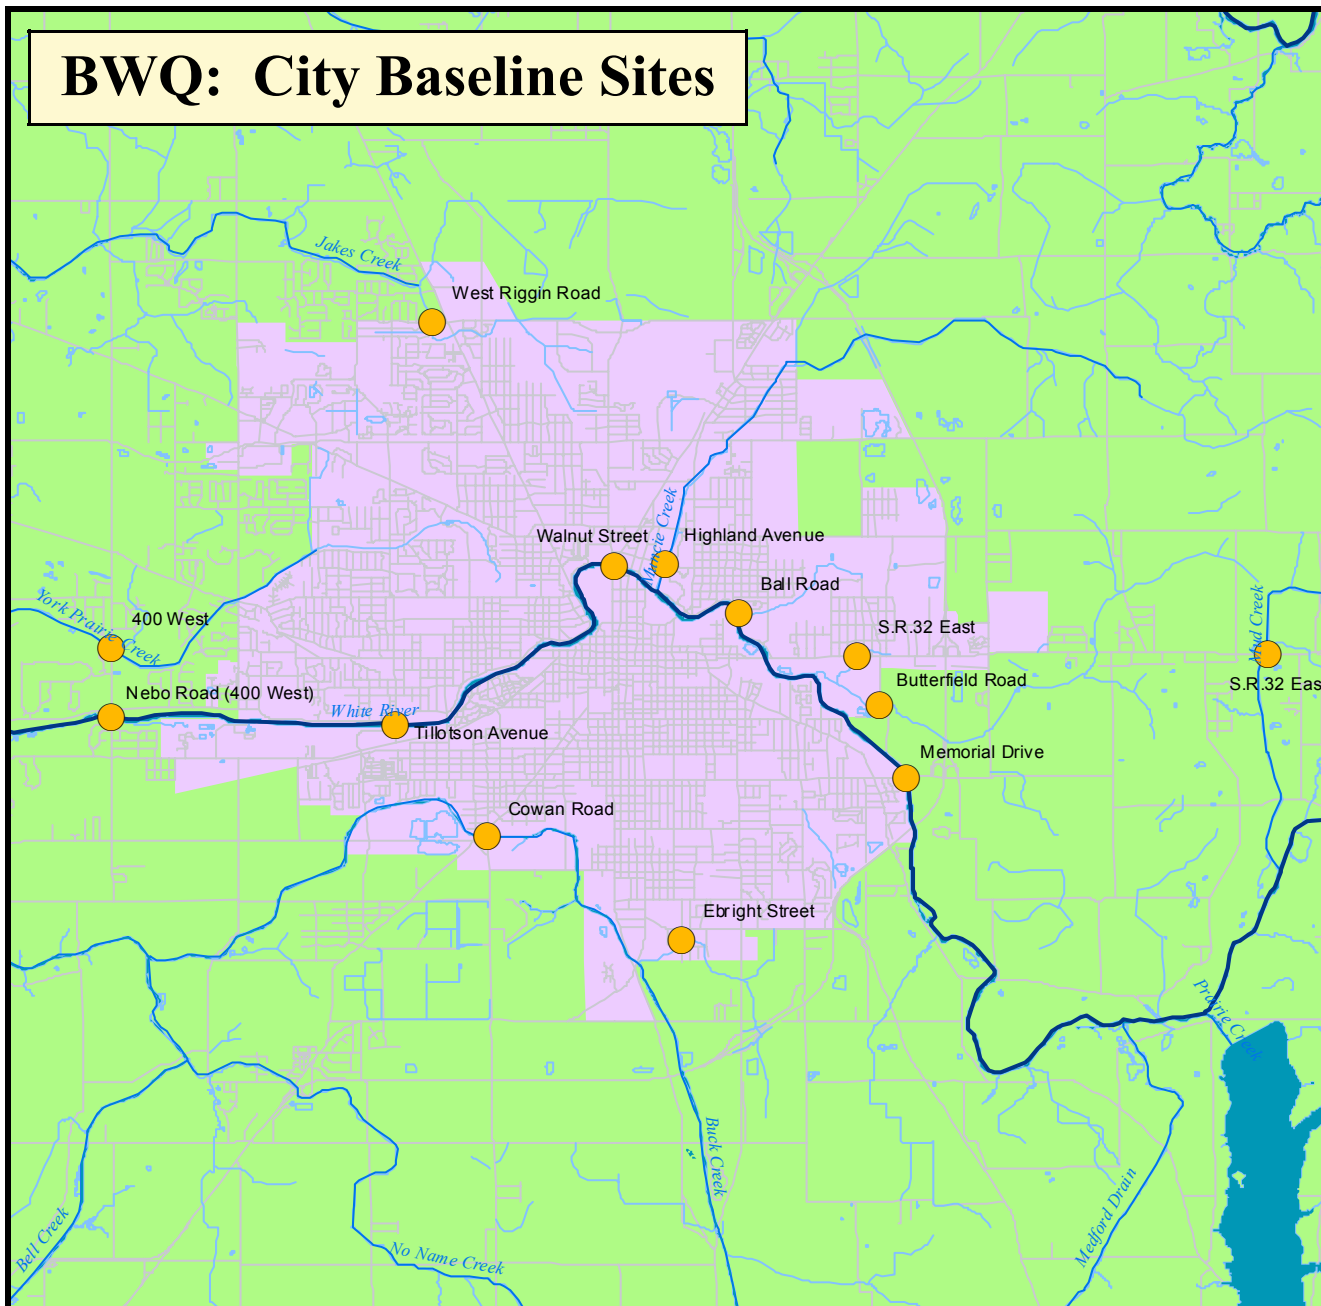 BWQ: City Baseline Sites
Jakes Creek
West Riggin Road
Muncie Creek
Walnut Street
Highland Avenue
Ball Road
York Prairie Creek
400 West
S.R.32 East
Mud Creek
Butterfield Road
S.R.32 Eas
Nebo Road (400 West)
White River
Tillotson Avenue
Memorial Drive
Cowan Road
Ebright Street
Prairie Creek
Buck Creek
Medford Drain
Bell Creek
No Name Creek